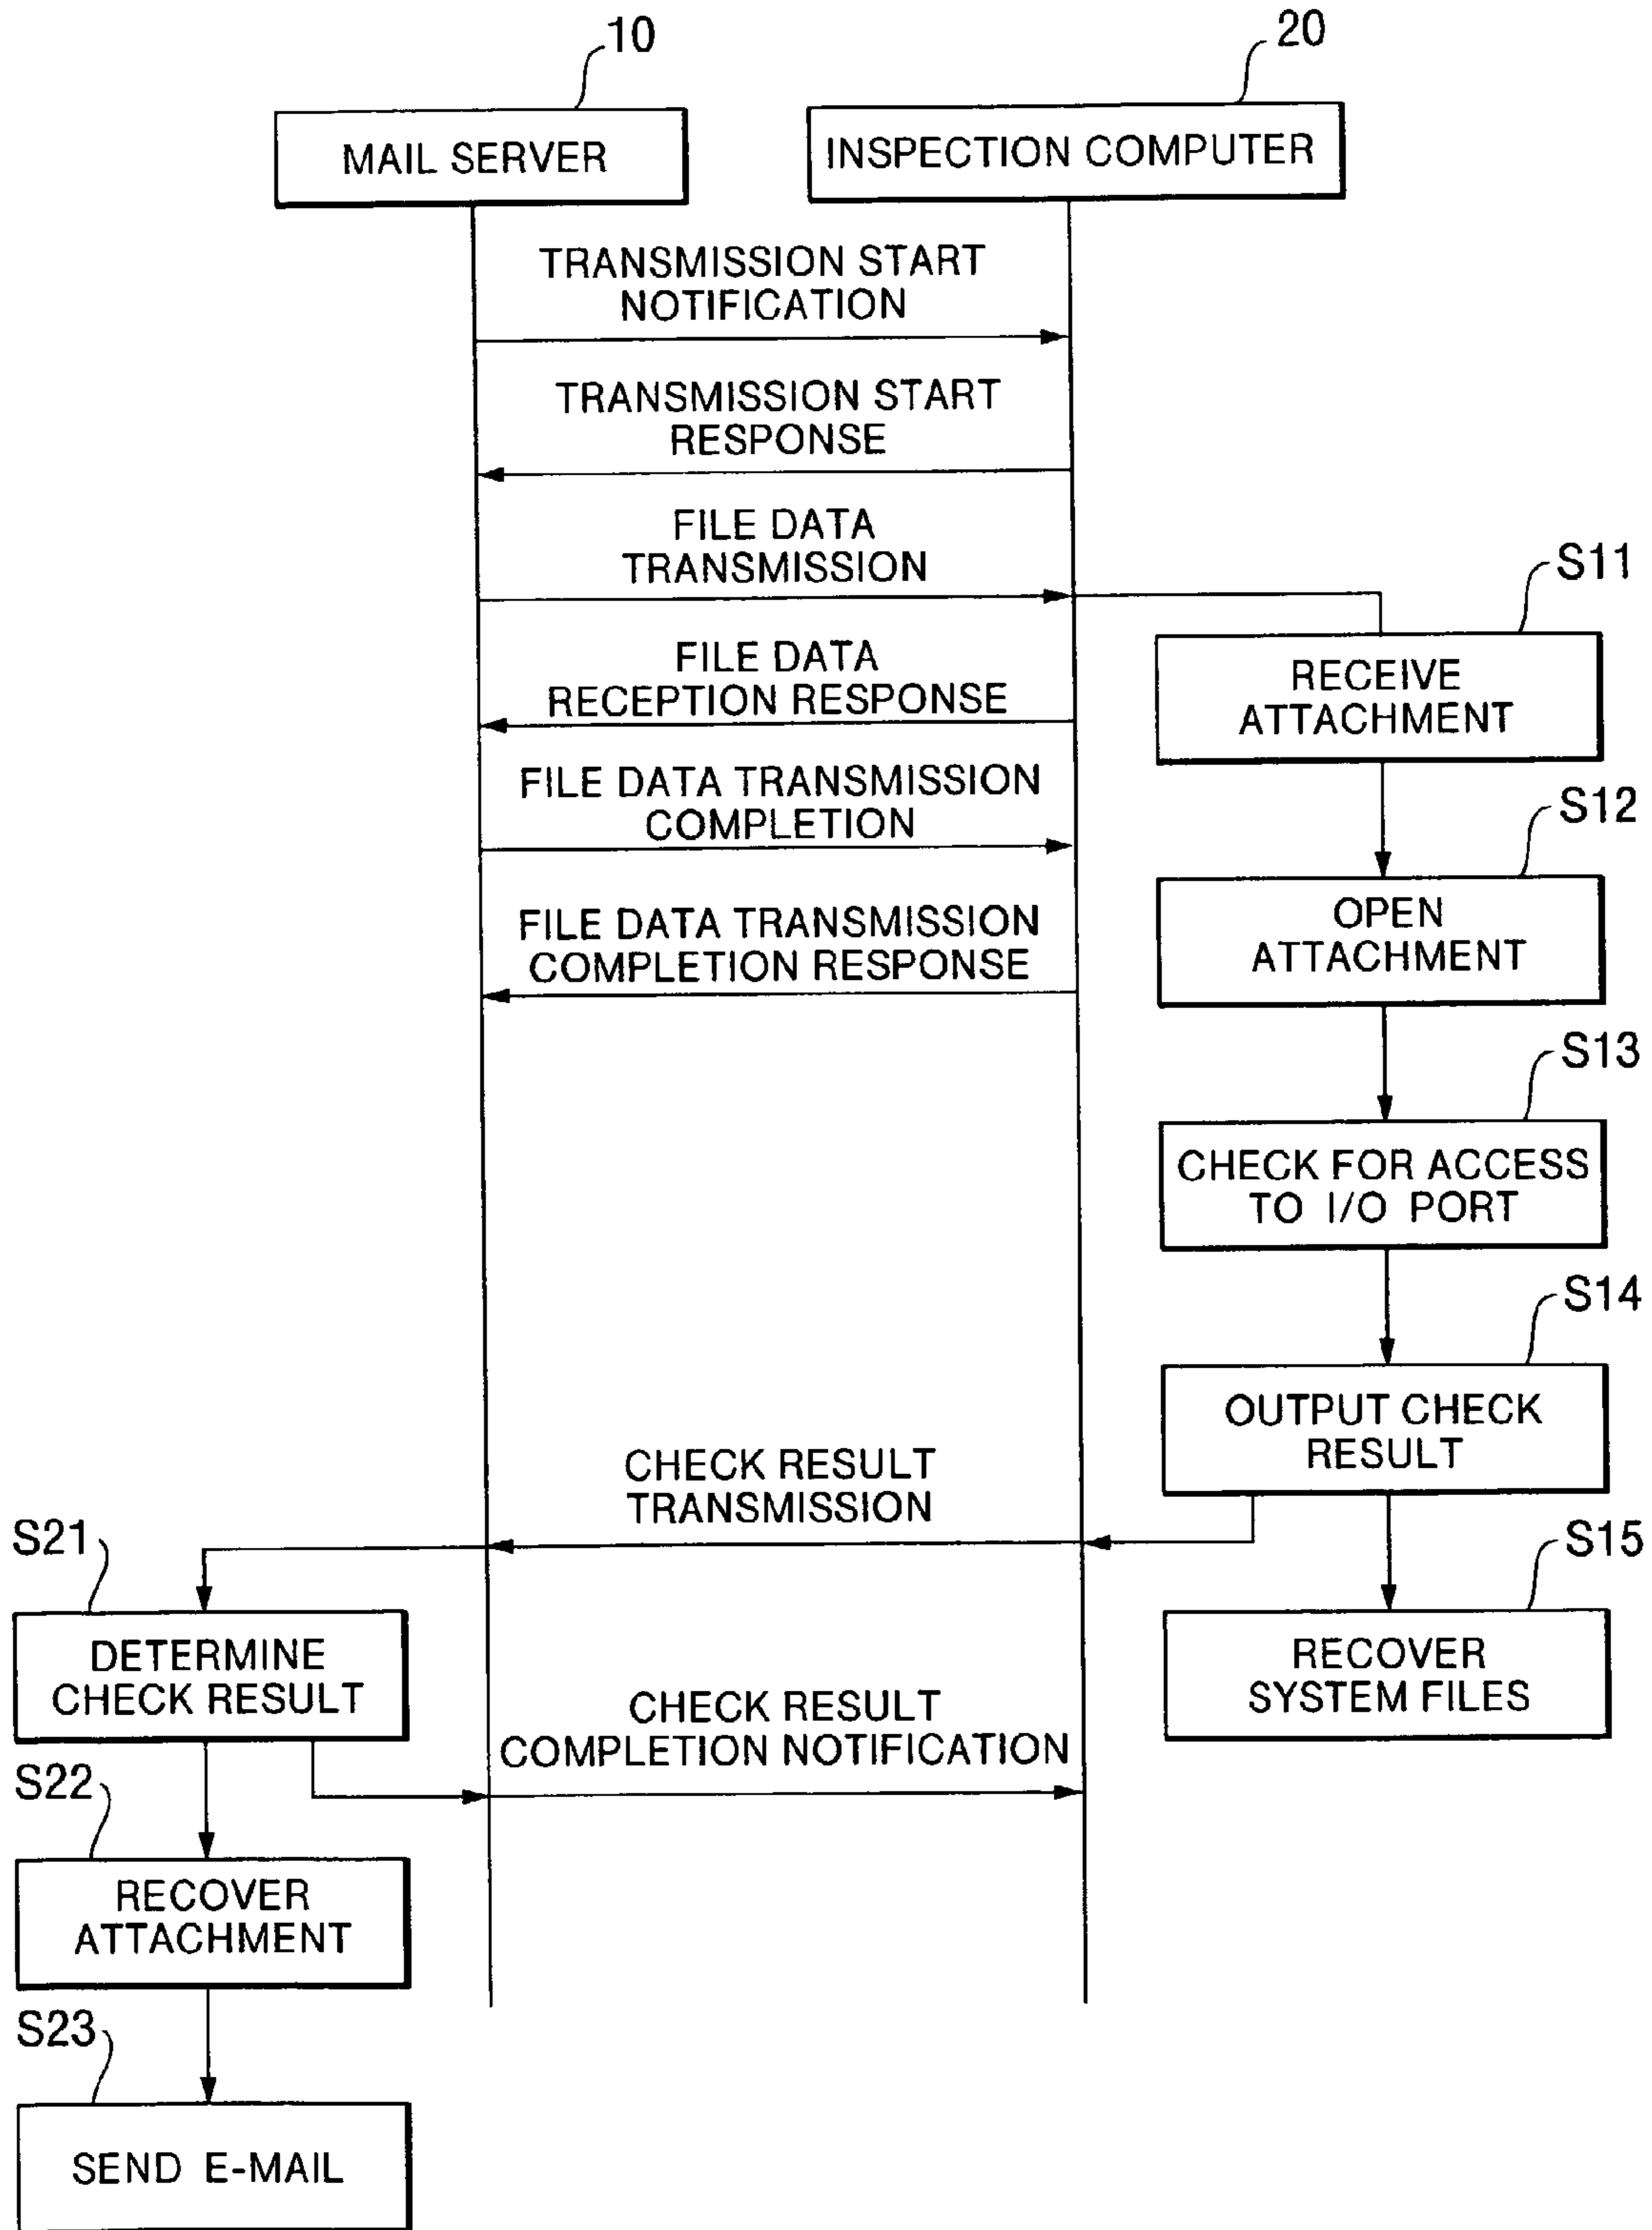 10
20
MAIL SERVER
INSPECTION COMPUTER
TRANSMISSION START
NOTIFICATION
TRANSMISSION START
RESPONSE
FILE DATA
TRANSMISSION
S11
FILE DATA
RECEPTION RESPONSE
RECEIVE
ATTACHMENT
FILE DATA TRANSMISSION
COMPLETION
S12
FILE DATA TRANSMISSION
COMPLETION RESPONSE
OPEN
ATTACHMENT
S13
CHECK FOR ACCESS
TO I/O PORT
S14
OUTPUT CHECK
RESULT
CHECK RESULT
TRANSMISSION
S21
S15
DETERMINE
CHECK RESULT
RECOVER
SYSTEM FILES
CHECK RESULT
COMPLETION NOTIFICATION
S22
RECOVER
ATTACHMENT
S23
SEND E-MAIL